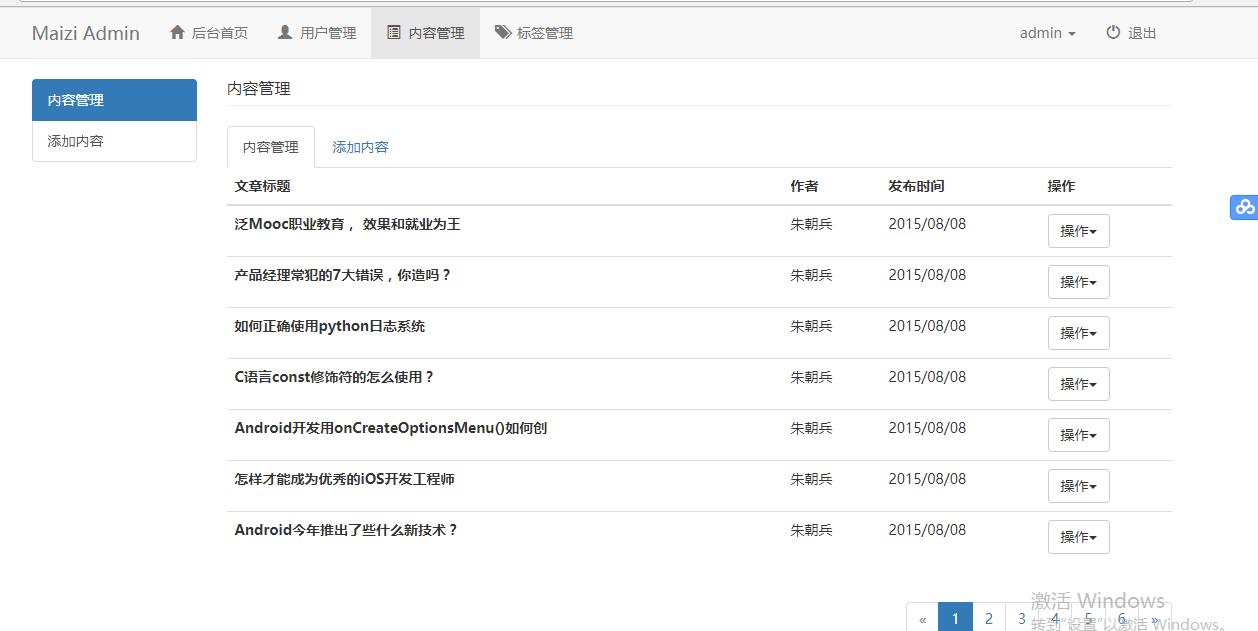 Maizi Admin 后台首页 用户管理 内容管理 标签管理 admin 退出
内容管理
添加内容
内容管理
内容管理 添加内容
文章标题 作者 发布时间 操作
泛Mooc职业教育， 效果和就业为王 朱朝兵 2015/08/08 操作
产品经理常犯的7大错误，你造吗？ 朱朝兵 2015/08/08 操作
如何正确使用python日志系统 朱朝兵 2015/08/08 操作
C语言const修饰符的怎么使用？ 朱朝兵 2015/08/08 操作
Android开发用onCreateOptionsMenu()如何创 朱朝兵 2015/08/08 操作
怎样才能成为优秀的iOS开发工程师 朱朝兵 2015/08/08 操作
Android今年推出了些什么新技术？ 朱朝兵 2015/08/08 操作
« 1 2 3 4 5 6 »
激活 Windows
转到"设置"以激活 Windows。